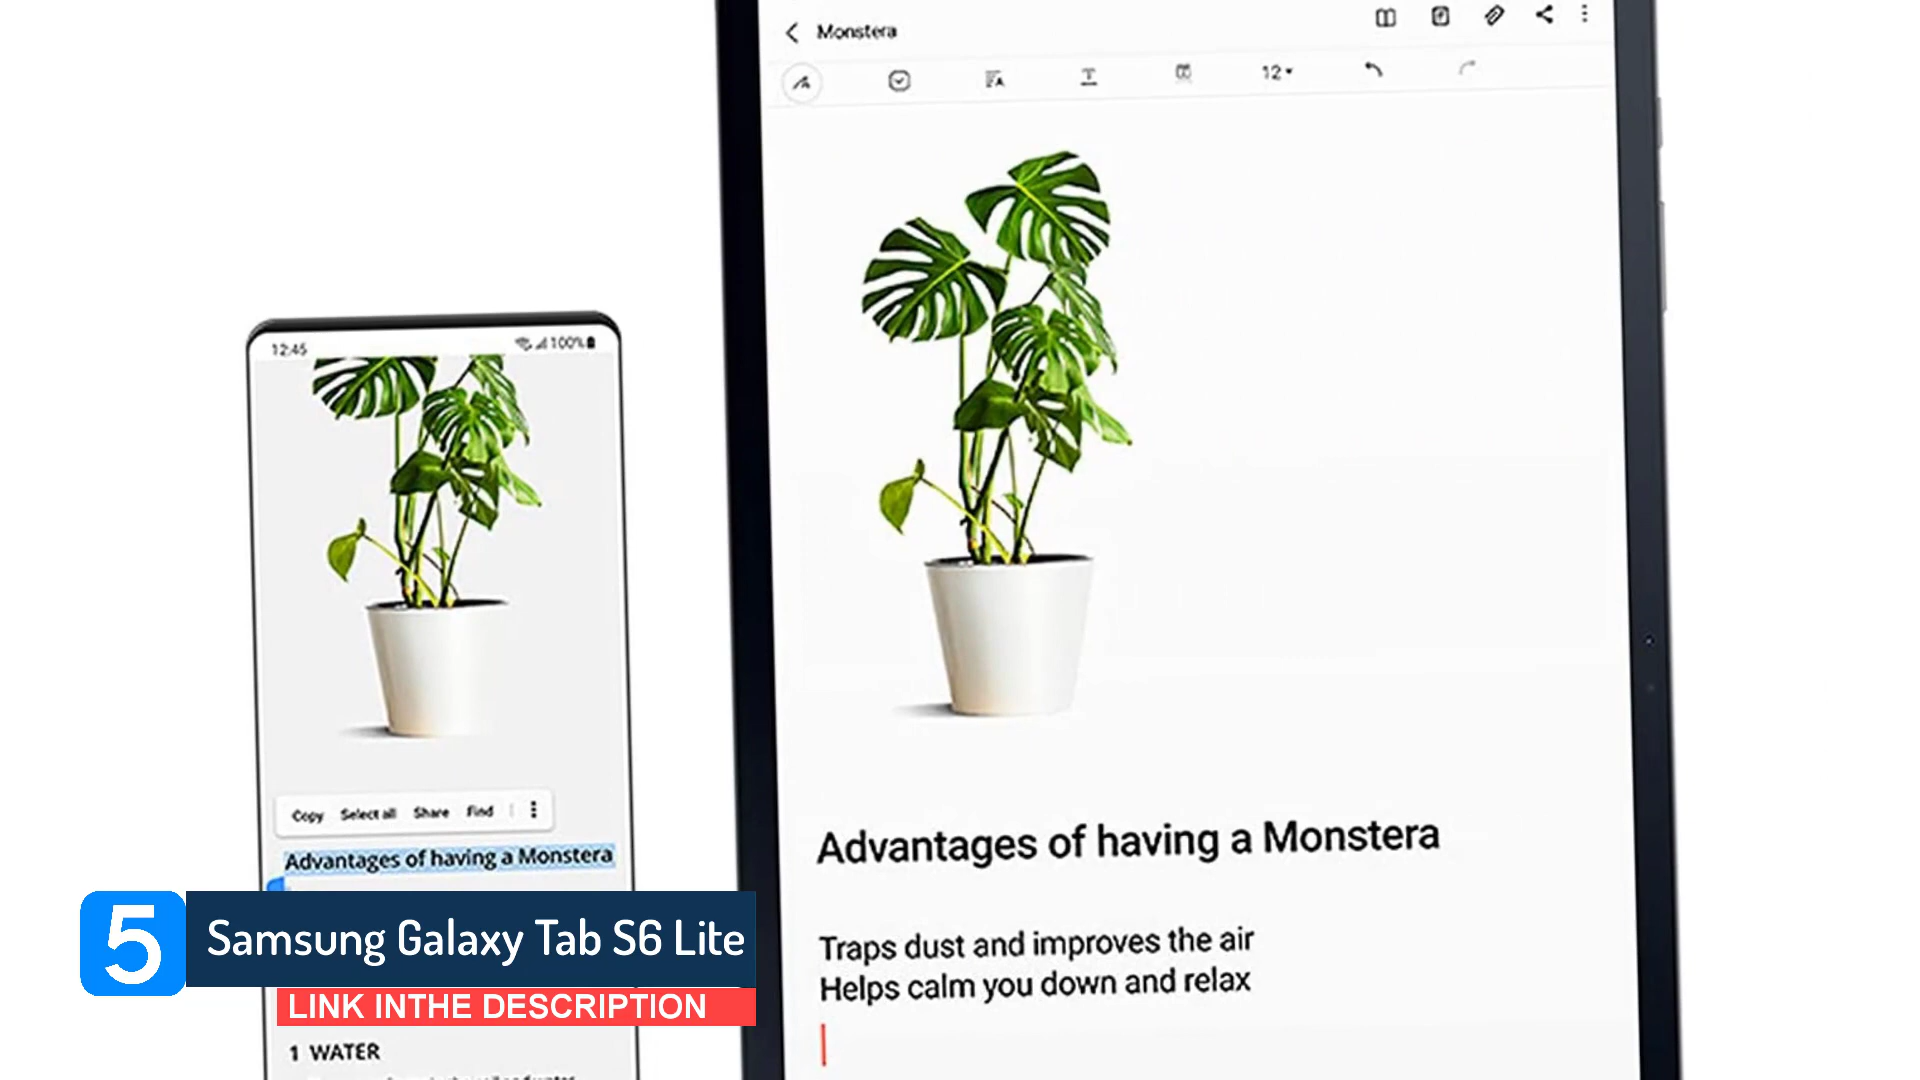 Monstera
12
12:45
100%
Copy Select all Share Find
Advantages of having a Monstera
Advantages of having a Monstera
Traps dust and improves the air
Helps calm you down and relax
5
Samsung Galaxy Tab S6 Lite
LINK INTHE DESCRIPTION
1 WATER